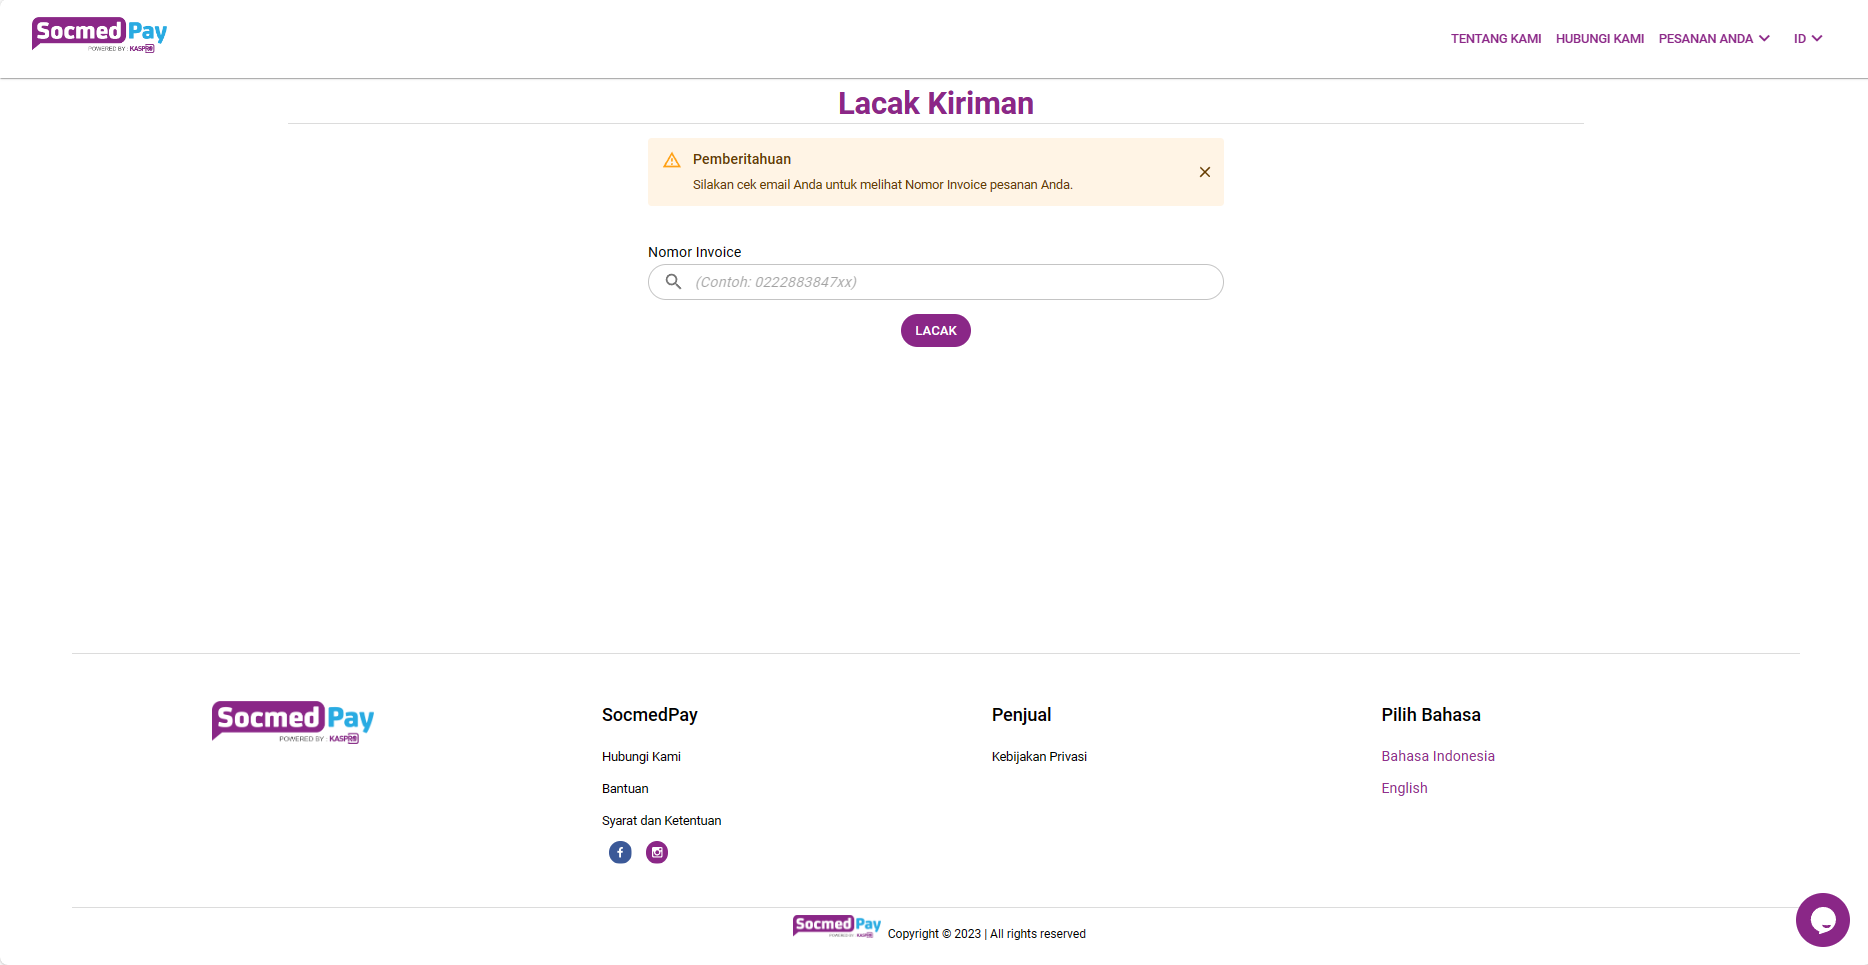 Socmed Pay
POWERED BY : KASPRO
TENTANG KAMI HUBUNGI KAMI PESANAN ANDA ID
Lacak Kiriman
Pemberitahuan
Silakan cek email Anda untuk melihat Nomor Invoice pesanan Anda.
Nomor Invoice
(Contoh: 0222883847xx)
LACAK
Socmed Pay
POWERED BY : KASPRO
SocmedPay
Hubungi Kami
Bantuan
Syarat dan Ketentuan
Penjual
Kebijakan Privasi
Pilih Bahasa
Bahasa Indonesia
English
Socmed Pay
POWERED BY : KASPRO
Copyright © 2023 | All rights reserved